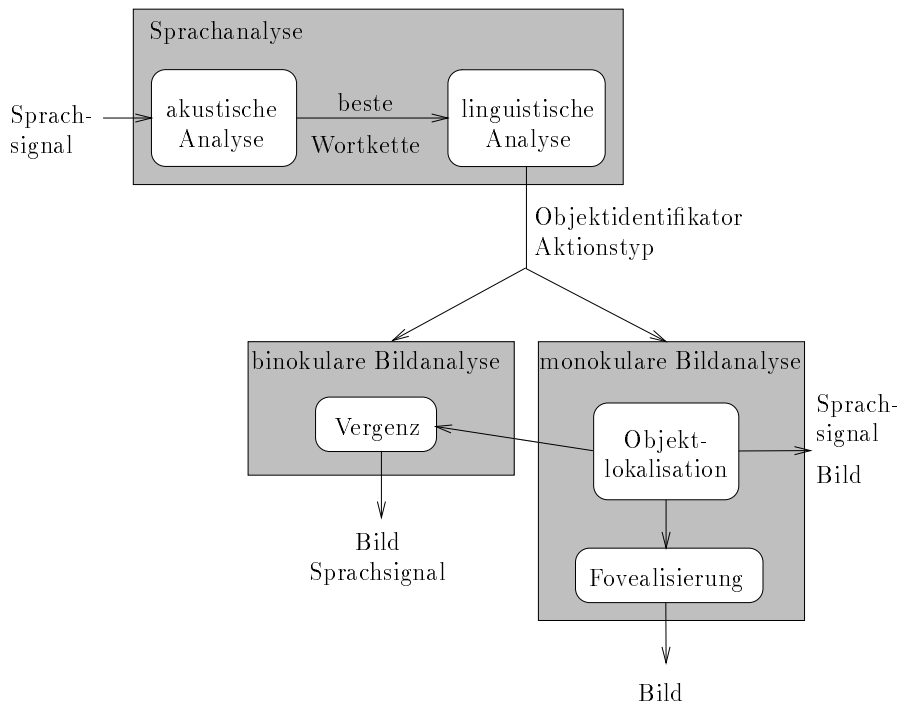 Sprachanalyse
Sprach-
signal
akustische
Analyse
beste
Wortkette
linguistische
Analyse
Objektidentifikator
Aktionstyp
binokulare Bildanalyse
Vergenz
Bild
Sprachsignal
monokulare Bildanalyse
Objekt-
lokalisation
Sprach-
signal
Bild
Fovealisierung
Bild